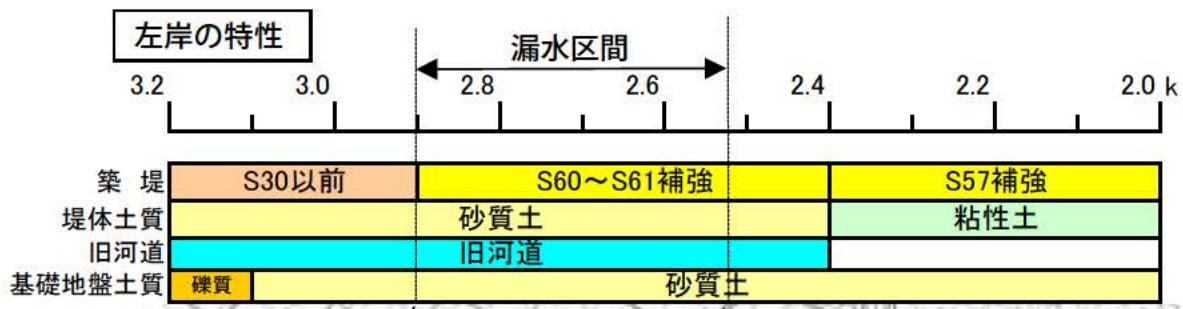 左岸の特性
漏水区間
3.2 3.0 2.8 2.6 2.4 2.2 2.0 k
築 堤 S30以前 S60~S61補強 S57補強
堤体土質 砂質土 粘性土
旧河道 旧河道
基礎地盤土質 礫質 砂質土